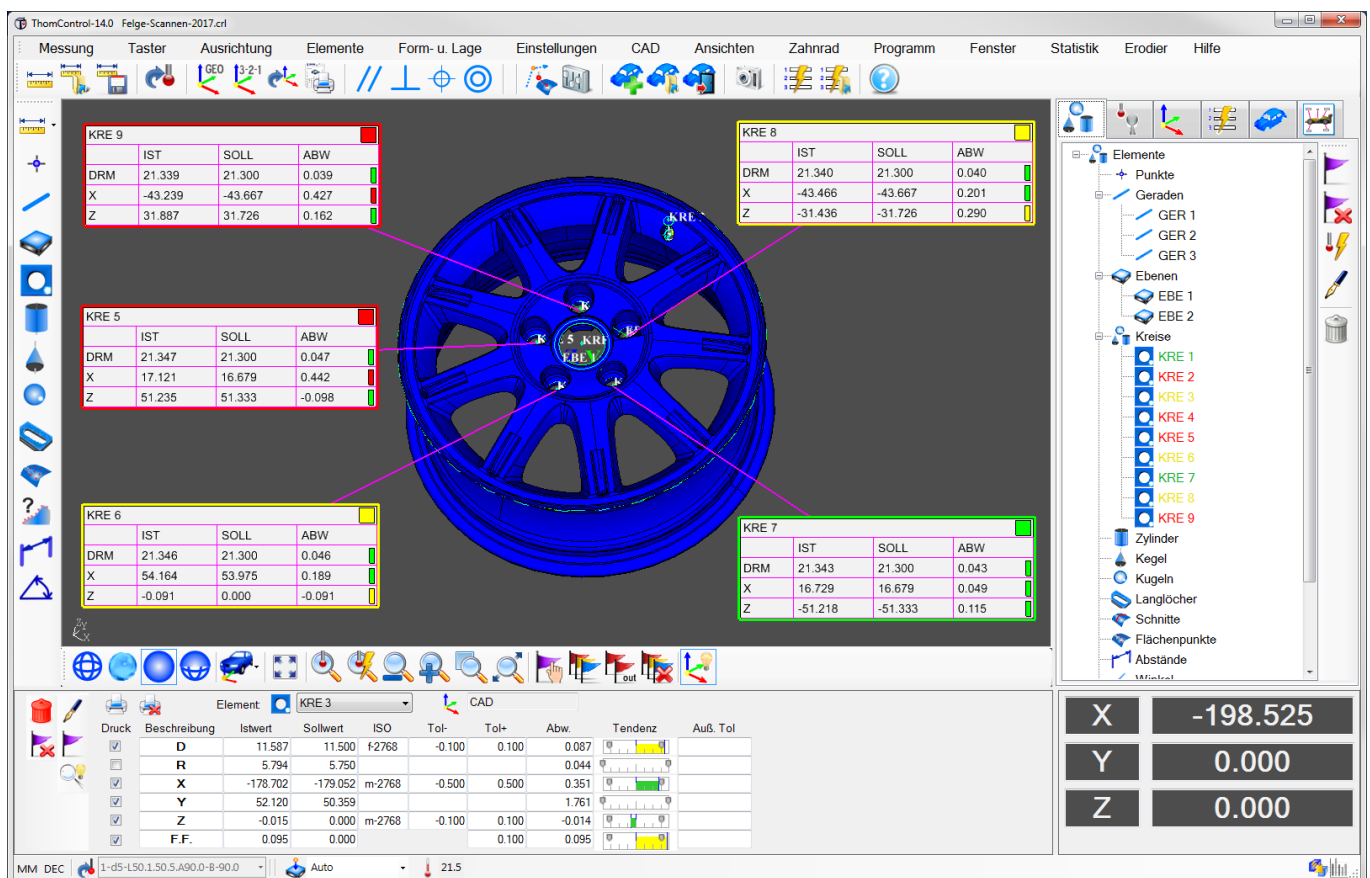 ThomControl-14.0 Felge-Scannen-2017.crl
Messung Taster Ausrichtung Elemente Form- u. Lage Einstellungen CAD Ansichten Zahnrad Programm Fenster Statistik Erodier Hilfe
GEO 3-2-1
KRE 9
IST SOLL ABW
DRM 21.339 21.300 0.039
X -43.239 -43.667 0.427
Z 31.887 31.726 0.162
KRE 8
IST SOLL ABW
DRM 21.340 21.300 0.040
X -43.466 -43.667 0.201
Z -31.436 -31.726 0.290
KRE 5
IST SOLL ABW
DRM 21.347 21.300 0.047
X 17.121 16.679 0.442
Z 51.235 51.333 -0.098
KRE
K
K
5 KRE
EBE 1
K
K
KRE 6
IST SOLL ABW
DRM 21.346 21.300 0.046
X 54.164 53.975 0.189
Z -0.091 0.000 -0.091
KRE 7
IST SOLL ABW
DRM 21.343 21.300 0.043
X 16.729 16.679 0.049
Z -51.218 -51.333 0.115
Z Y
X
Elemente
Punkte
Geraden
GER 1
GER 2
GER 3
Ebenen
EBE 1
EBE 2
Kreise
KRE 1
KRE 2
KRE 3
KRE 4
KRE 5
KRE 6
KRE 7
KRE 8
KRE 9
Zylinder
Kegel
Kugeln
Langlöcher
Schnitte
Flächenpunkte
Abstände
Winkel
out
Element: KRE 3 CAD
Druck Beschreibung Istwert Sollwert ISO Tol- Tol+ Abw. Tendenz Auß. Tol
D 11.587 11.500 f-2768 -0.100 0.100 0.087
R 5.794 5.750 0.044
X -178.702 -179.052 m-2768 -0.500 0.500 0.351
Y 52.120 50.359 1.761
Z -0.015 0.000 m-2768 -0.100 0.100 -0.014
F.F. 0.095 0.000 0.100 0.095
X -198.525
Y 0.000
Z 0.000
MM DEC 1-d5-L50.1.50.5.A90.0-B-90.0 Auto 21.5